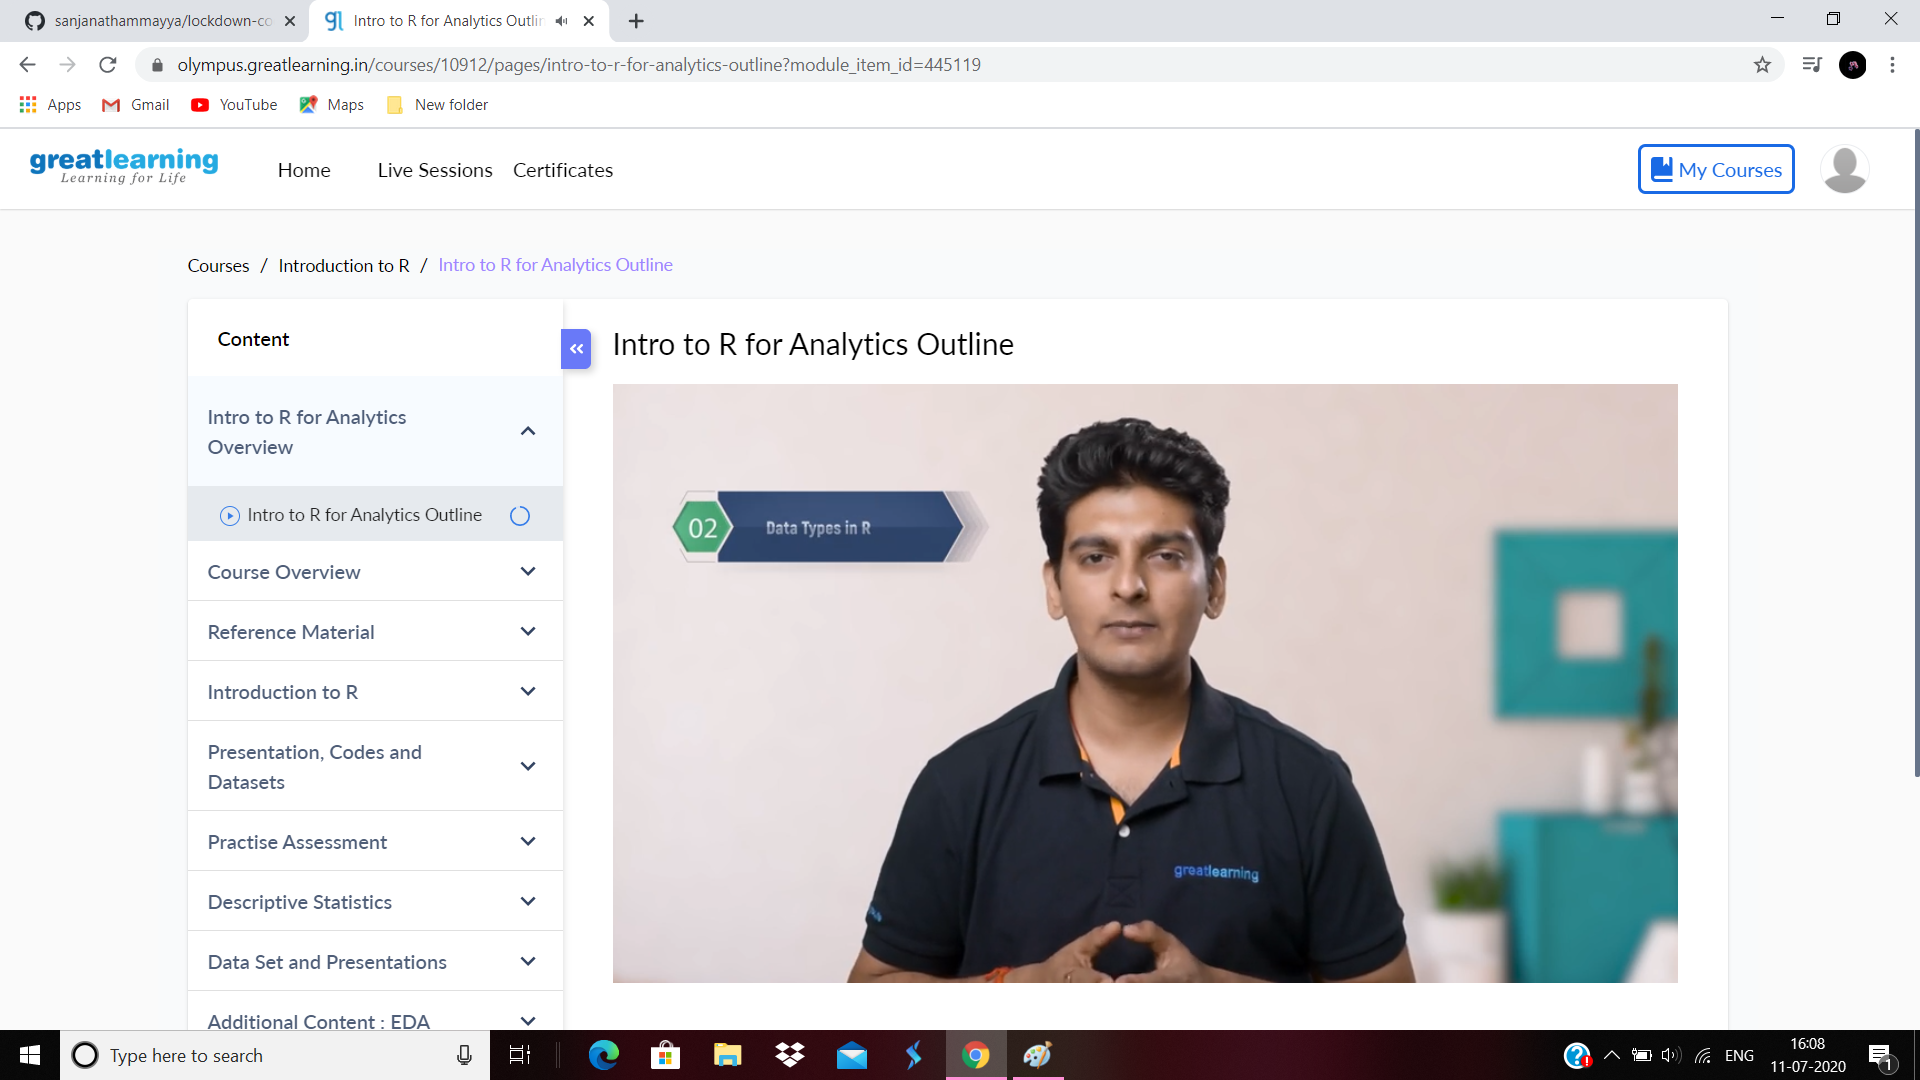 sanjanathammayya/lockdown-co
Intro to R for Analytics Outlin
olympus.greatlearning.in/courses/10912/pages/intro-to-r-for-analytics-outline?module_item_id=445119
Apps
Gmail
YouTube
Maps
New folder
greatlearning
Learning for Life
Home
Live Sessions
Certificates
My Courses
Courses / Introduction to R / Intro to R for Analytics Outline
Content
Intro to R for Analytics
Overview
Intro to R for Analytics Outline
Course Overview
Reference Material
Introduction to R
Presentation, Codes and
Datasets
Practise Assessment
Descriptive Statistics
Data Set and Presentations
Additional Content : EDA
Intro to R for Analytics Outline
02
Data Types in R
greatlearning
Type here to search
ENG
16:08
11-07-2020
1